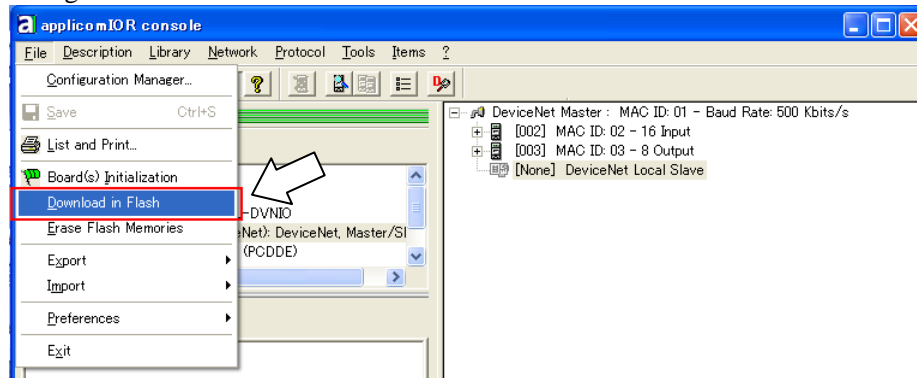 applicomIOR console
File Description Library Network Protocol Tools Items ?
Configuration Manager...
Save Ctrl+S
List and Print...
Board(s) Initialization
Download in Flash
Erase Flash Memories
Export
Import
Preferences
Exit
-DVNIO
eNet): DeviceNet, Master/Sl
(PCDDE)
DeviceNet Master : MAC ID: 01 - Baud Rate: 500 Kbits/s
[002] MAC ID: 02 - 16 Input
[003] MAC ID: 03 - 8 Output
[None] DeviceNet Local Slave